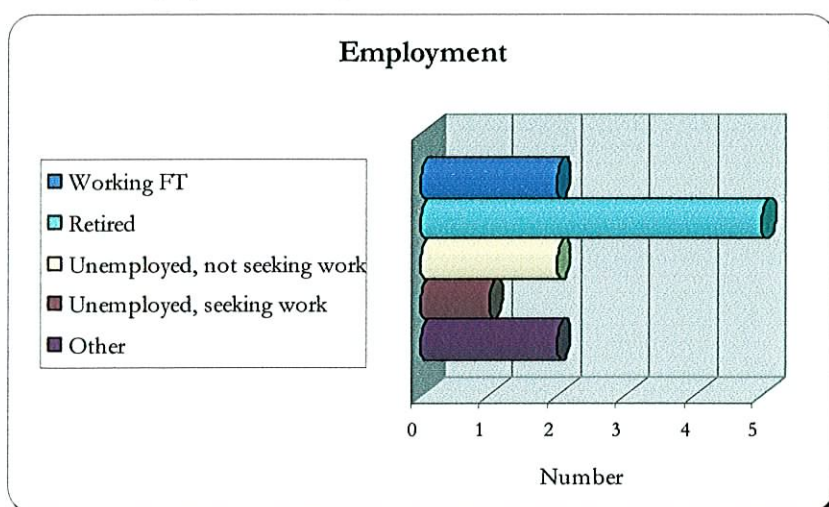 Employment
Working FT
Retired
Unemployed, not seeking work
Unemployed, seeking work
Other
0 1 2 3 4 5
Number